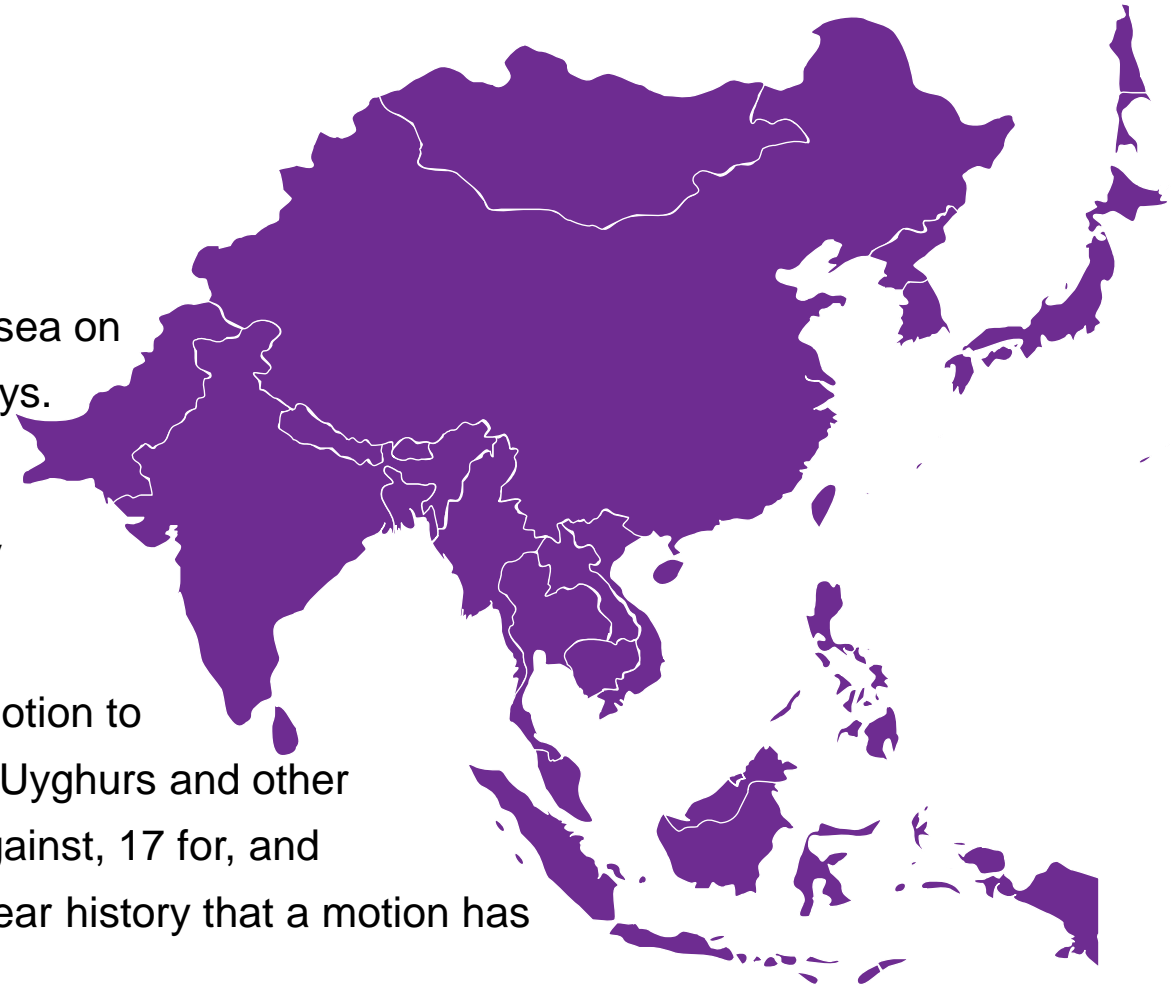 sea on
ys.
otion to
Uyghurs and other
gainst, 17 for, and
ear history that a motion has